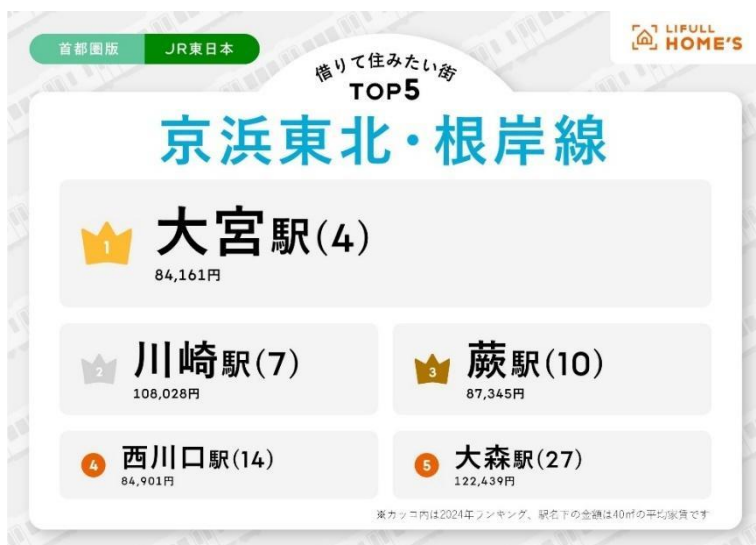 首都圏版 JR東日本
LIFULL
HOME'S
借りて住みたい街
TOP5
京浜東北・根岸線
1 大宮駅(4)
84,161円
2 川崎駅(7)
108,028円
3 蕨駅(10)
87,345円
4 西川口駅(14)
84,901円
5 大森駅(27)
122,439円
※カッコ内は2024年ランキング、駅名下の金額は40㎡の平均家賃です